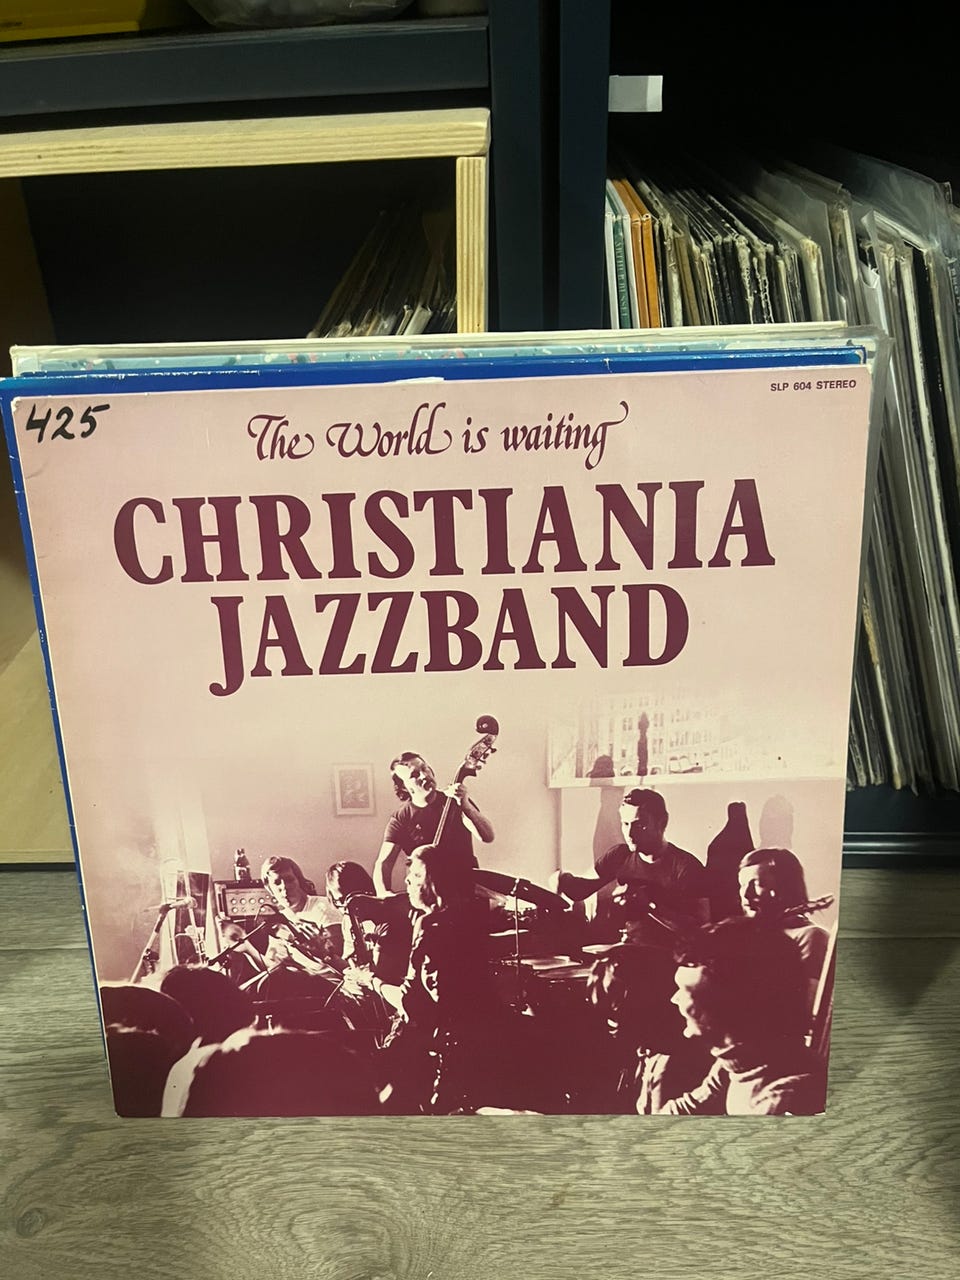 SLP 604 STEREO
425
The World is waiting
CHRISTIANIA
JAZZBAND